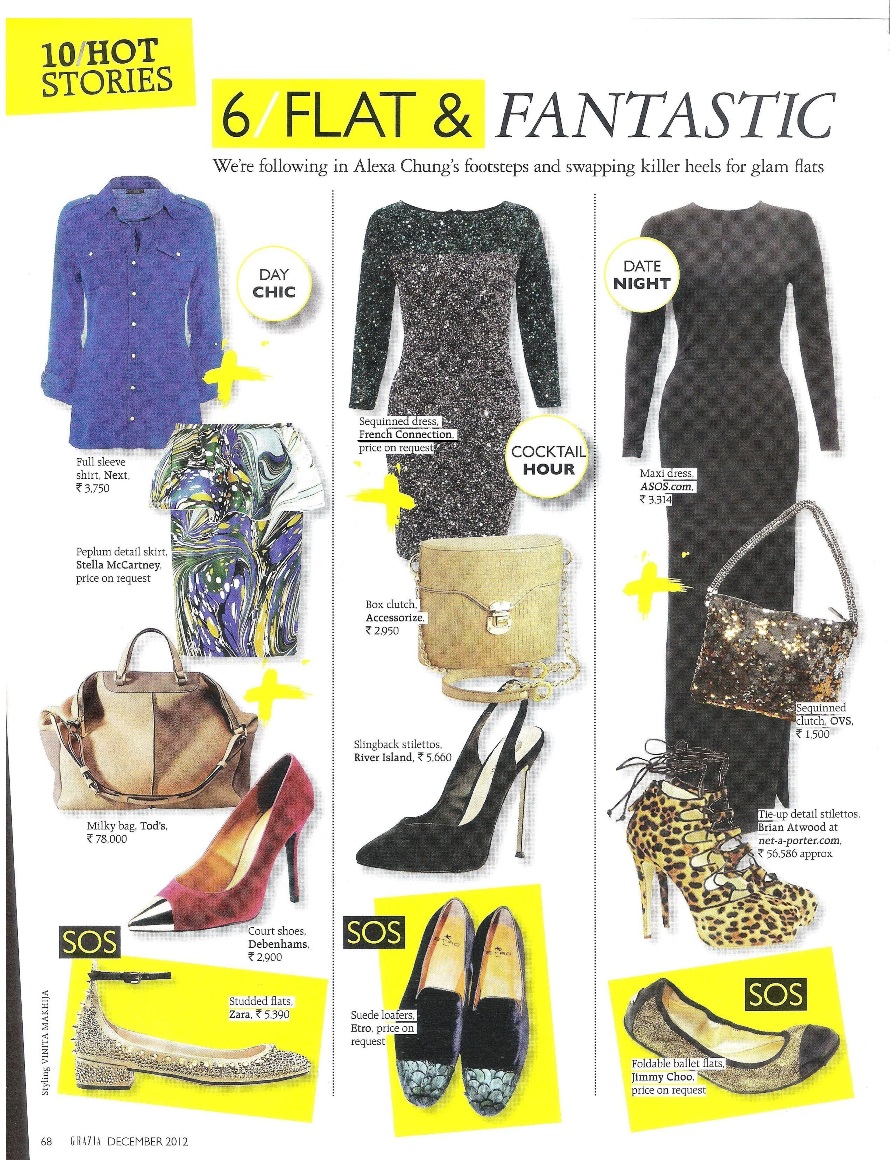 10/HOT
STORIES
6/FLAT & FANTASTIC
We're following in Alexa Chung's footsteps and swapping killer heels for glam flats
DAY
CHIC
Full sleeve
shirt, Next,
₹ 3,750
Peplum detail skirt,
Stella McCartney,
price on request
Milky bag, Tod's,
₹ 78,000
Court shoes,
Debenhams,
₹ 2,900
SOS
Studded flats,
Zara, ₹ 5,390
Sequinned dress,
French Connection,
price on request
COCKTAIL
HOUR
Box clutch,
Accessorize,
₹ 2,950
Slingback stilettos,
River Island, ₹ 5,660
SOS
Suede loafers,
Etro, price on
request
DATE
NIGHT
Maxi dress,
ASOS.com,
₹ 3,314
Sequinned
clutch, OVS,
₹ 1,500
Tie-up detail stilettos,
Brian Atwood at
net-a-porter.com,
₹ 56,586 approx
SOS
Foldable ballet flats,
Jimmy Choo,
price on request
Styling VINITA MAKHIJA
68 GRAZIA DECEMBER 2012